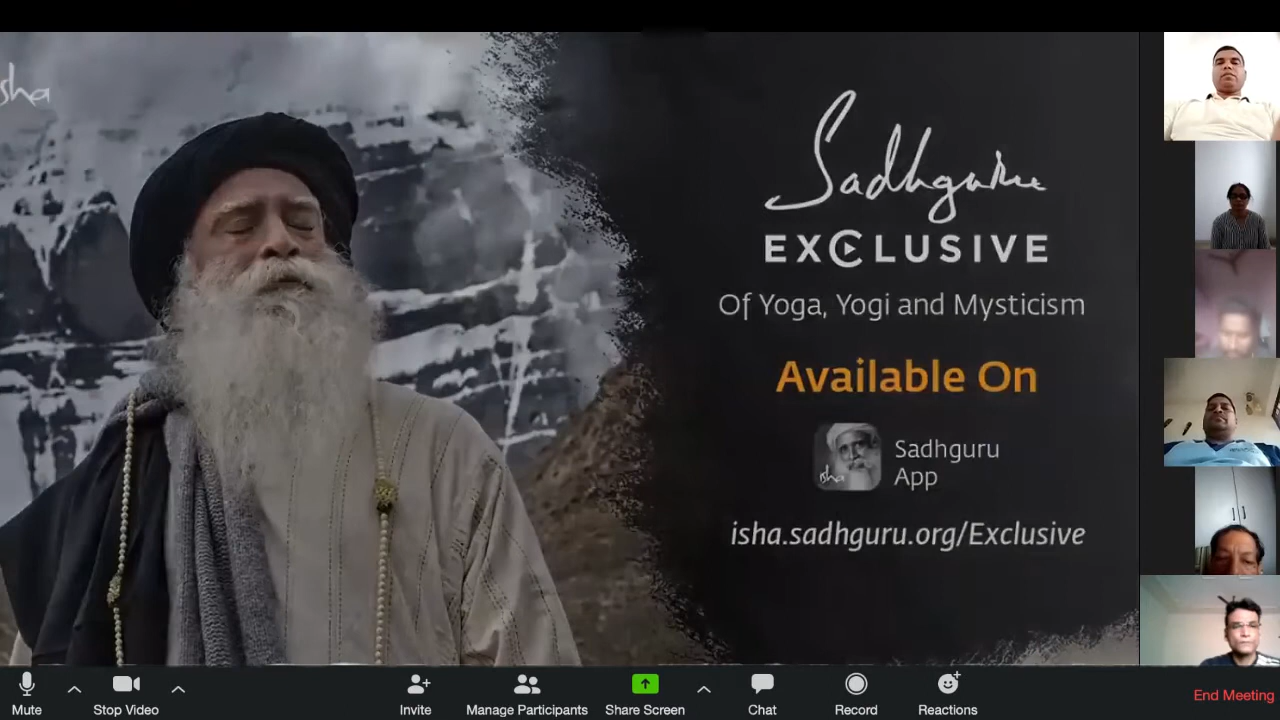 isha
Sadhguru
EXCLUSIVE
Of Yoga, Yogi and Mysticism
Available On
isha
Sadhguru
App
isha.sadhguru.org/Exclusive
Mute
Stop Video
Invite
Manage Participants
Share Screen
Chat
Record
Reactions
End Meeting